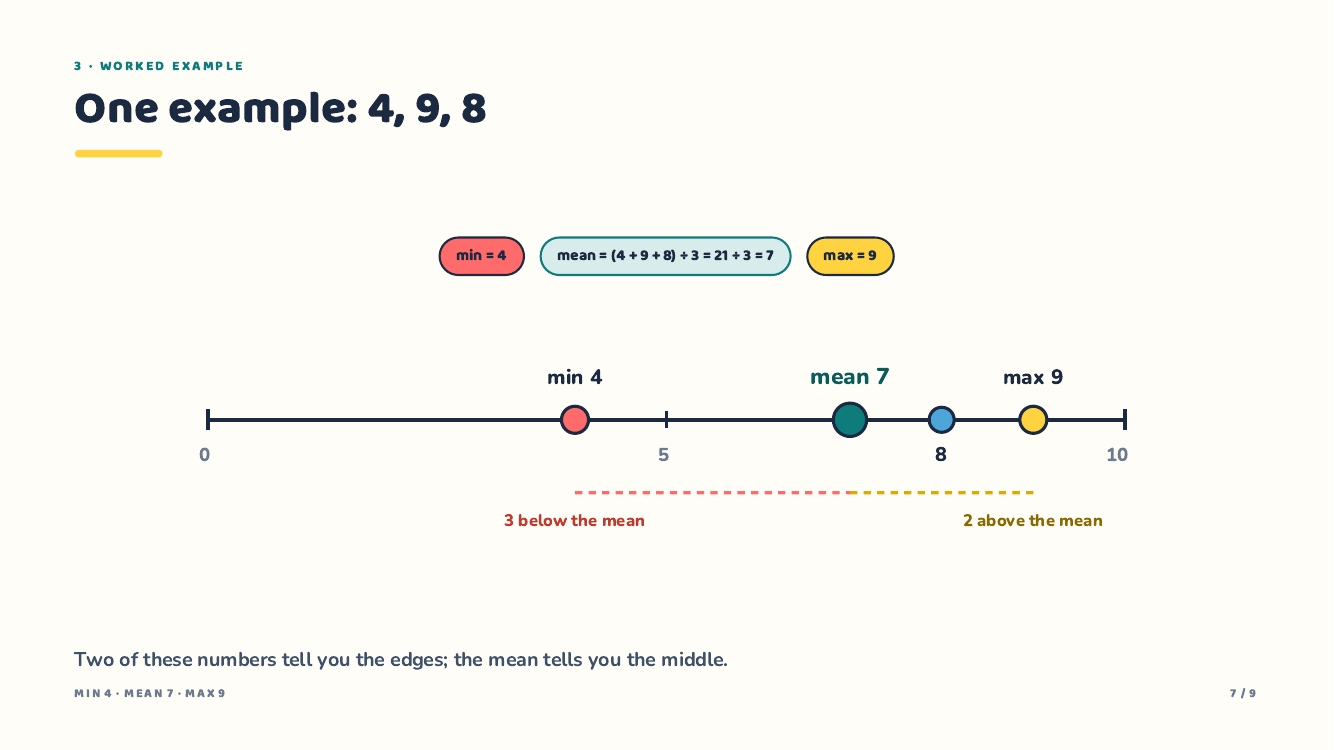 3 · WORKED EXAMPLE
One example: 4, 9, 8
min = 4
mean = (4 + 9 + 8) ÷ 3 = 21 ÷ 3 = 7
max = 9
min 4
mean 7
max 9
0
5
8
10
3 below the mean
2 above the mean
Two of these numbers tell you the edges; the mean tells you the middle.
MIN 4 · MEAN 7 · MAX 9
7 / 9